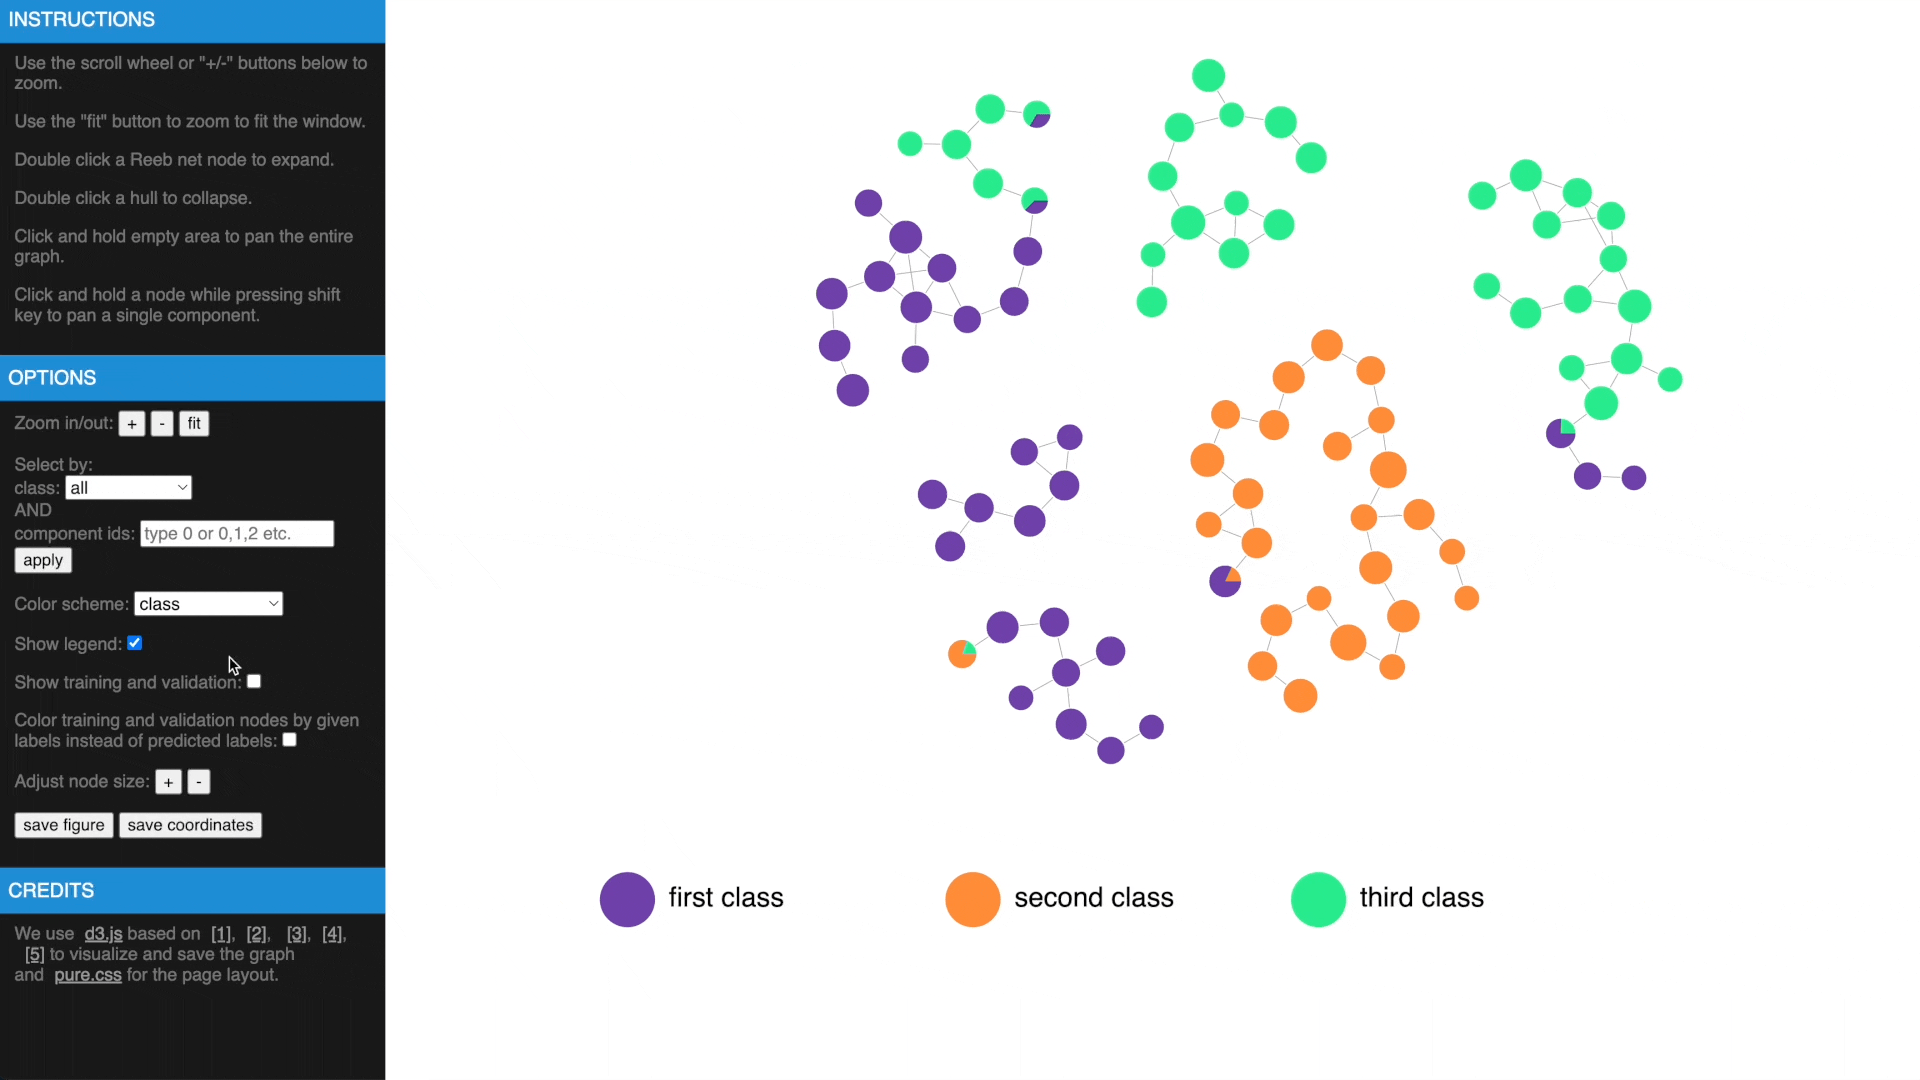 INSTRUCTIONS
Use the scroll wheel or "+/-" buttons below to
zoom.
Use the "fit" button to zoom to fit the window.
Double click a Reeb net node to expand.
Double click a hull to collapse.
Click and hold empty area to pan the entire
graph.
Click and hold a node while pressing shift
key to pan a single component.
OPTIONS
Zoom in/out: + - fit
Select by:
class: all
AND
component ids: type 0 or 0,1,2 etc.
apply
Color scheme: class
Show legend:
Show training and validation:
Color training and validation nodes by given
labels instead of predicted labels:
Adjust node size: + -
save figure save coordinates
CREDITS
We use d3.js based on [1], [2], [3], [4],
[5] to visualize and save the graph
and pure.css for the page layout.
first class second class third class